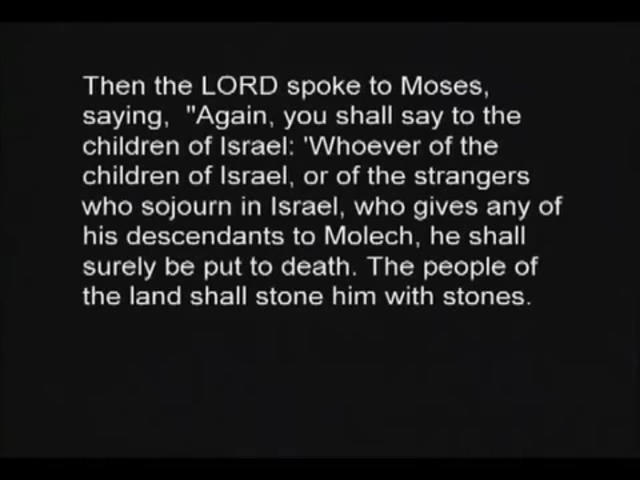 Then the LORD spoke to Moses,
saying,  "Again, you shall say to the
children of Israel: 'Whoever of the
children of Israel, or of the strangers
who sojourn in Israel, who gives any of
his descendants to Molech, he shall
surely be put to death. The people of
the land shall stone him with stones.